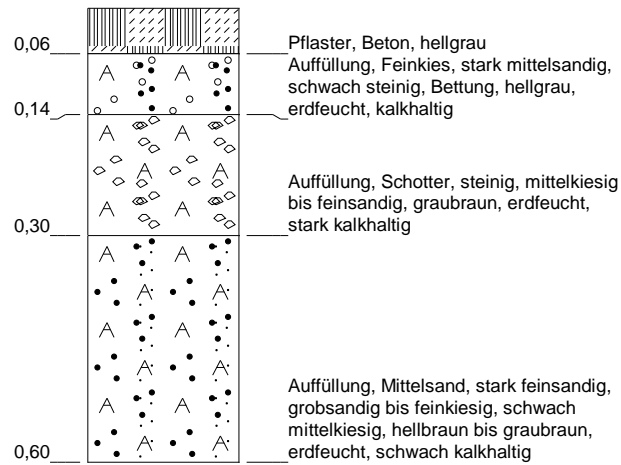 0,06
Pflaster, Beton, hellgrau
Auffüllung, Feinkies, stark mittelsandig,
schwach steinig, Bettung, hellgrau,
erdfeucht, kalkhaltig
0,14
Auffüllung, Schotter, steinig, mittelkiesig
bis feinsandig, graubraun, erdfeucht,
stark kalkhaltig
0,30
Auffüllung, Mittelsand, stark feinsandig,
grobsandig bis feinkiesig, schwach
mittelkiesig, hellbraun bis graubraun,
erdfeucht, schwach kalkhaltig
0,60
A A
A A
A A
A A
A A
A A
A A
A A
A A
A A
A A